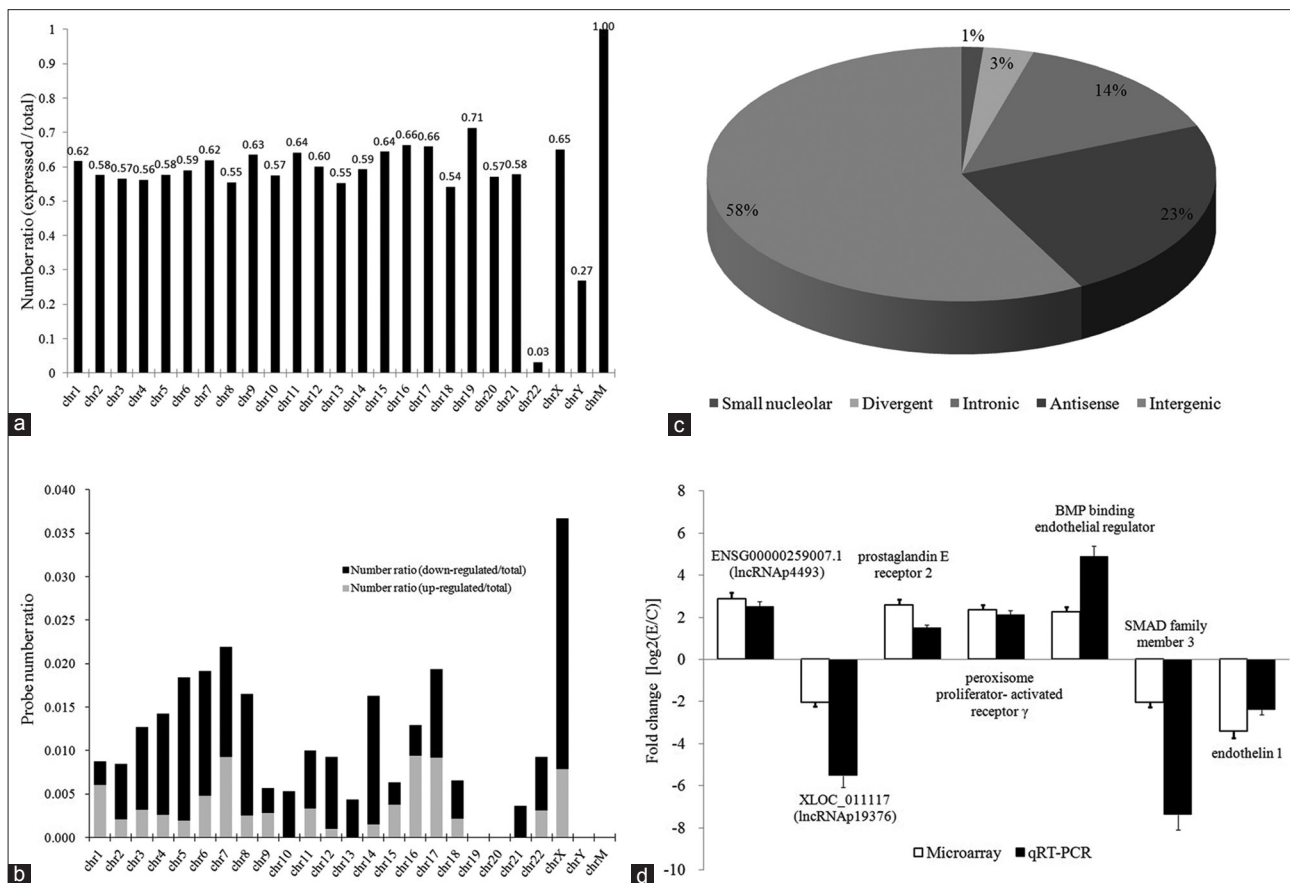 1
0.9
0.8
0.7
0.6
0.5
0.4
0.3
0.2
0.1
0
Number ratio (expressed / total)
0.62
0.58
0.57
0.56
0.58
0.59
0.62
0.55
0.63
0.57
0.64
0.60
0.55
0.59
0.64
0.66
0.66
0.54
0.71
0.57
0.58
0.03
0.65
0.27
1.00
chr1
chr2
chr3
chr4
chr5
chr6
chr7
chr8
chr9
chr10
chr11
chr12
chr13
chr14
chr15
chr16
chr17
chr18
chr19
chr20
chr21
chr22
chrX
chrY
chrM
a
1%
3%
14%
23%
58%
Small nucleolar Divergent Intronic Antisense Intergenic
c
0.040
0.035
0.030
0.025
0.020
0.015
0.010
0.005
0.000
Probe number ratio
Number ratio (down-regulated/total)
Number ratio (up-regulated/total)
chr1
chr2
chr3
chr4
chr5
chr6
chr7
chr8
chr9
chr10
chr11
chr12
chr13
chr14
chr15
chr16
chr17
chr18
chr19
chr20
chr21
chr22
chrX
chrY
chrM
b
8
6
4
2
0
-2
-4
-6
-8
-10
Fold change [log2(E/C)]
ENSG00000259007.1
(lncRNAp4493)
XLOC_011117
(lncRNAp19376)
prostaglandin E
receptor 2
peroxisome
proliferator- activated
receptor γ
BMP binding
endothelial regulator
SMAD family
member 3
endothelin 1
Microarray qRT-PCR
d